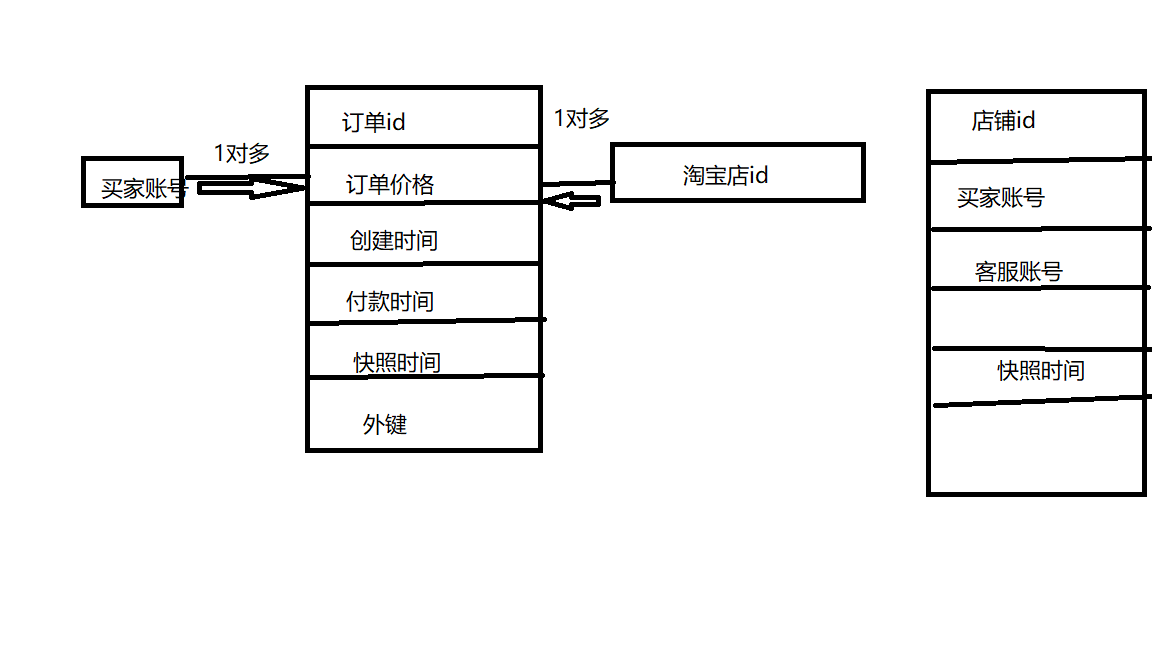 1对多
买家账号
订单id
订单价格
创建时间
付款时间
快照时间
外键
1对多
淘宝店id
店铺id
买家账号
客服账号
快照时间